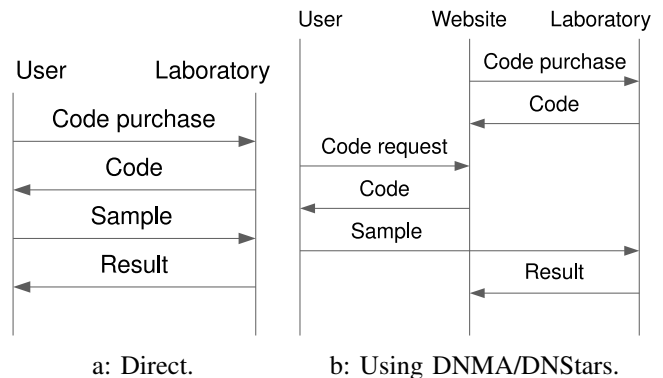 User Laboratory
Code purchase
Code
Sample
Result
a: Direct.
User Website Laboratory
Code purchase
Code
Code request
Code
Sample
Result
b: Using DNMA/DNStars.